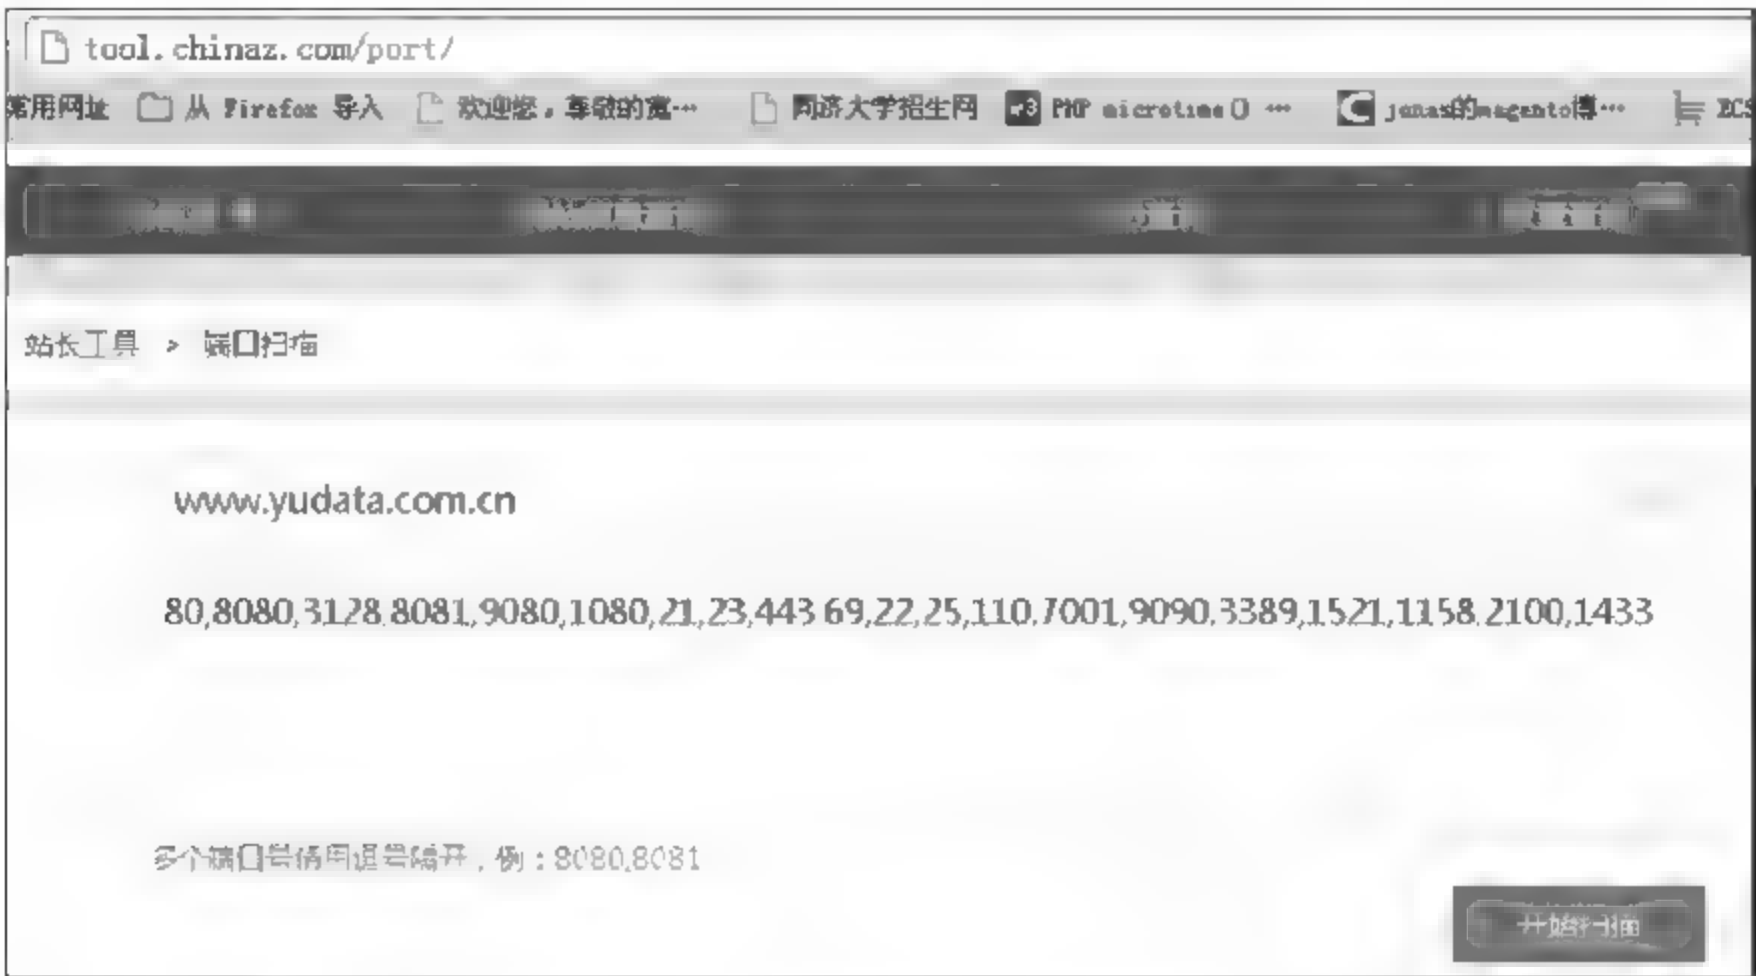 tool.chinaz.com/port/
常用网址 从 Firefox 导入 欢迎您，尊敬的宽… 同济大学招生网 PHP microtime() … jonas的magento博… ECS
站长工具 > 端口扫描
www.yudata.com.cn
80,8080,3128,8081,9080,1080,21,23,443,69,22,25,110,7001,9090,3389,1521,1158,2100,1433
多个端口号请用逗号隔开，例：8080,8081
开始扫描